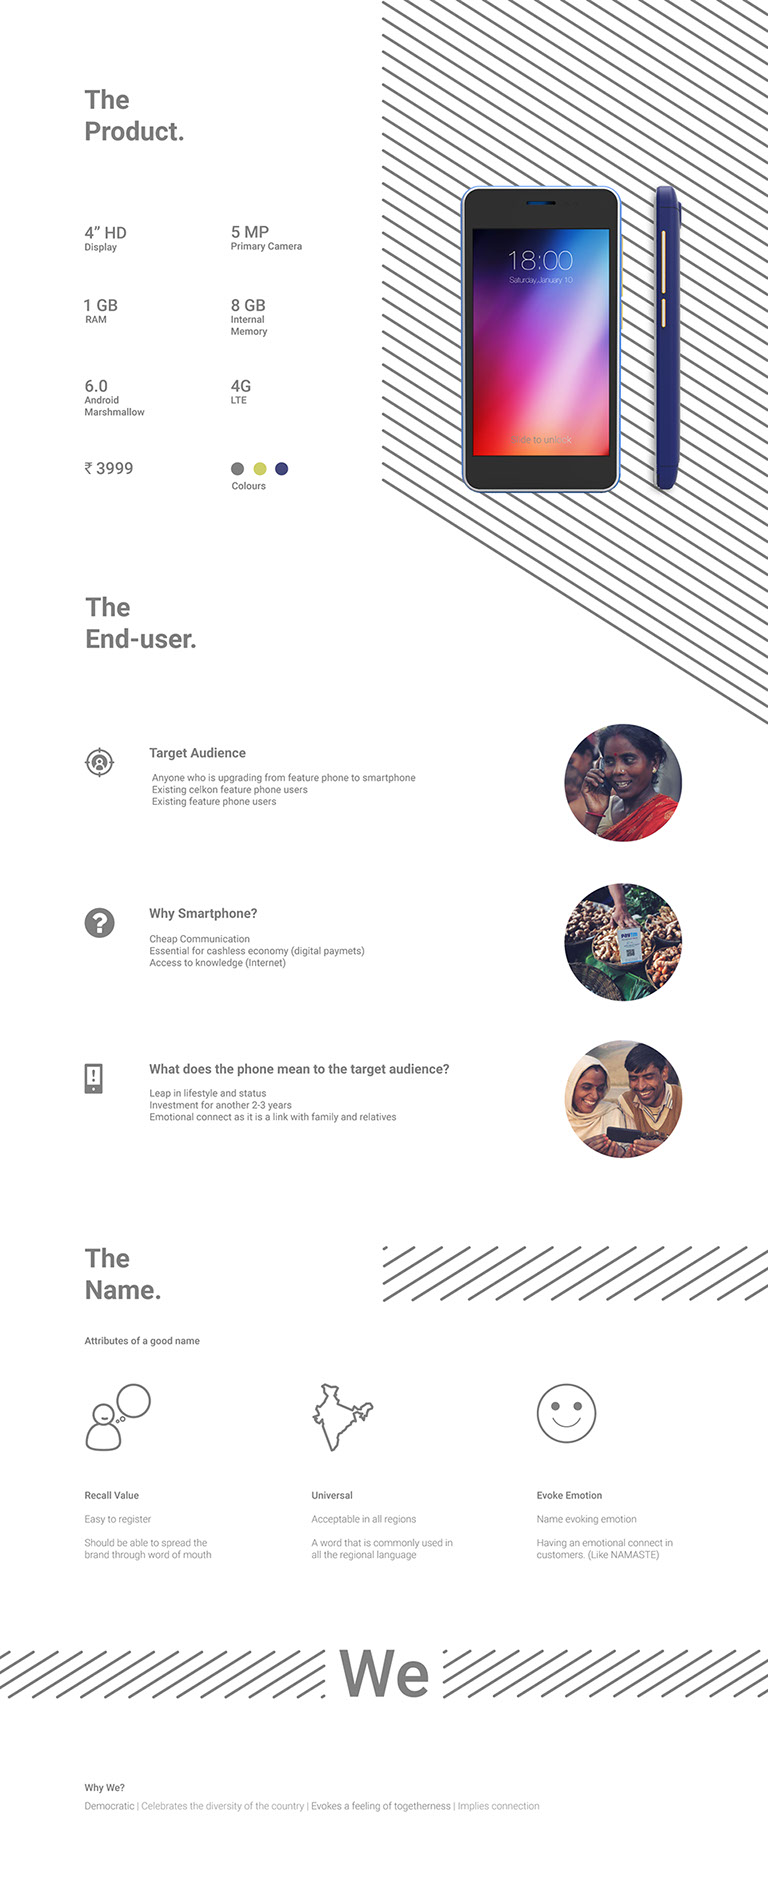 The
Product.
4” HD
Display
5 MP
Primary Camera
1 GB
RAM
8 GB
Internal
Memory
6.0
Android
Marshmallow
4G
LTE
₹ 3999
Colours
18:00
Saturday, January 10
to unlock
The
End-user.
Target Audience
Anyone who is upgrading from feature phone to smartphone
Existing celkon feature phone users
Existing feature phone users
Why Smartphone?
Cheap Communication
Essential for cashless economy (digital paymets)
Access to knowledge (Internet)
Paytm
What does the phone mean to the target audience?
Leap in lifestyle and status
Investment for another 2-3 years
Emotional connect as it is a link with family and relatives
The
Name.
Attributes of a good name
Recall Value
Easy to register
Should be able to spread the
brand through word of mouth
Universal
Acceptable in all regions
A word that is commonly used in
all the regional language
Evoke Emotion
Name evoking emotion
Having an emotional connect in
customers. (Like NAMASTE)
We
Why We?
Democratic | Celebrates the diversity of the country | Evokes a feeling of togetherness | Implies connection